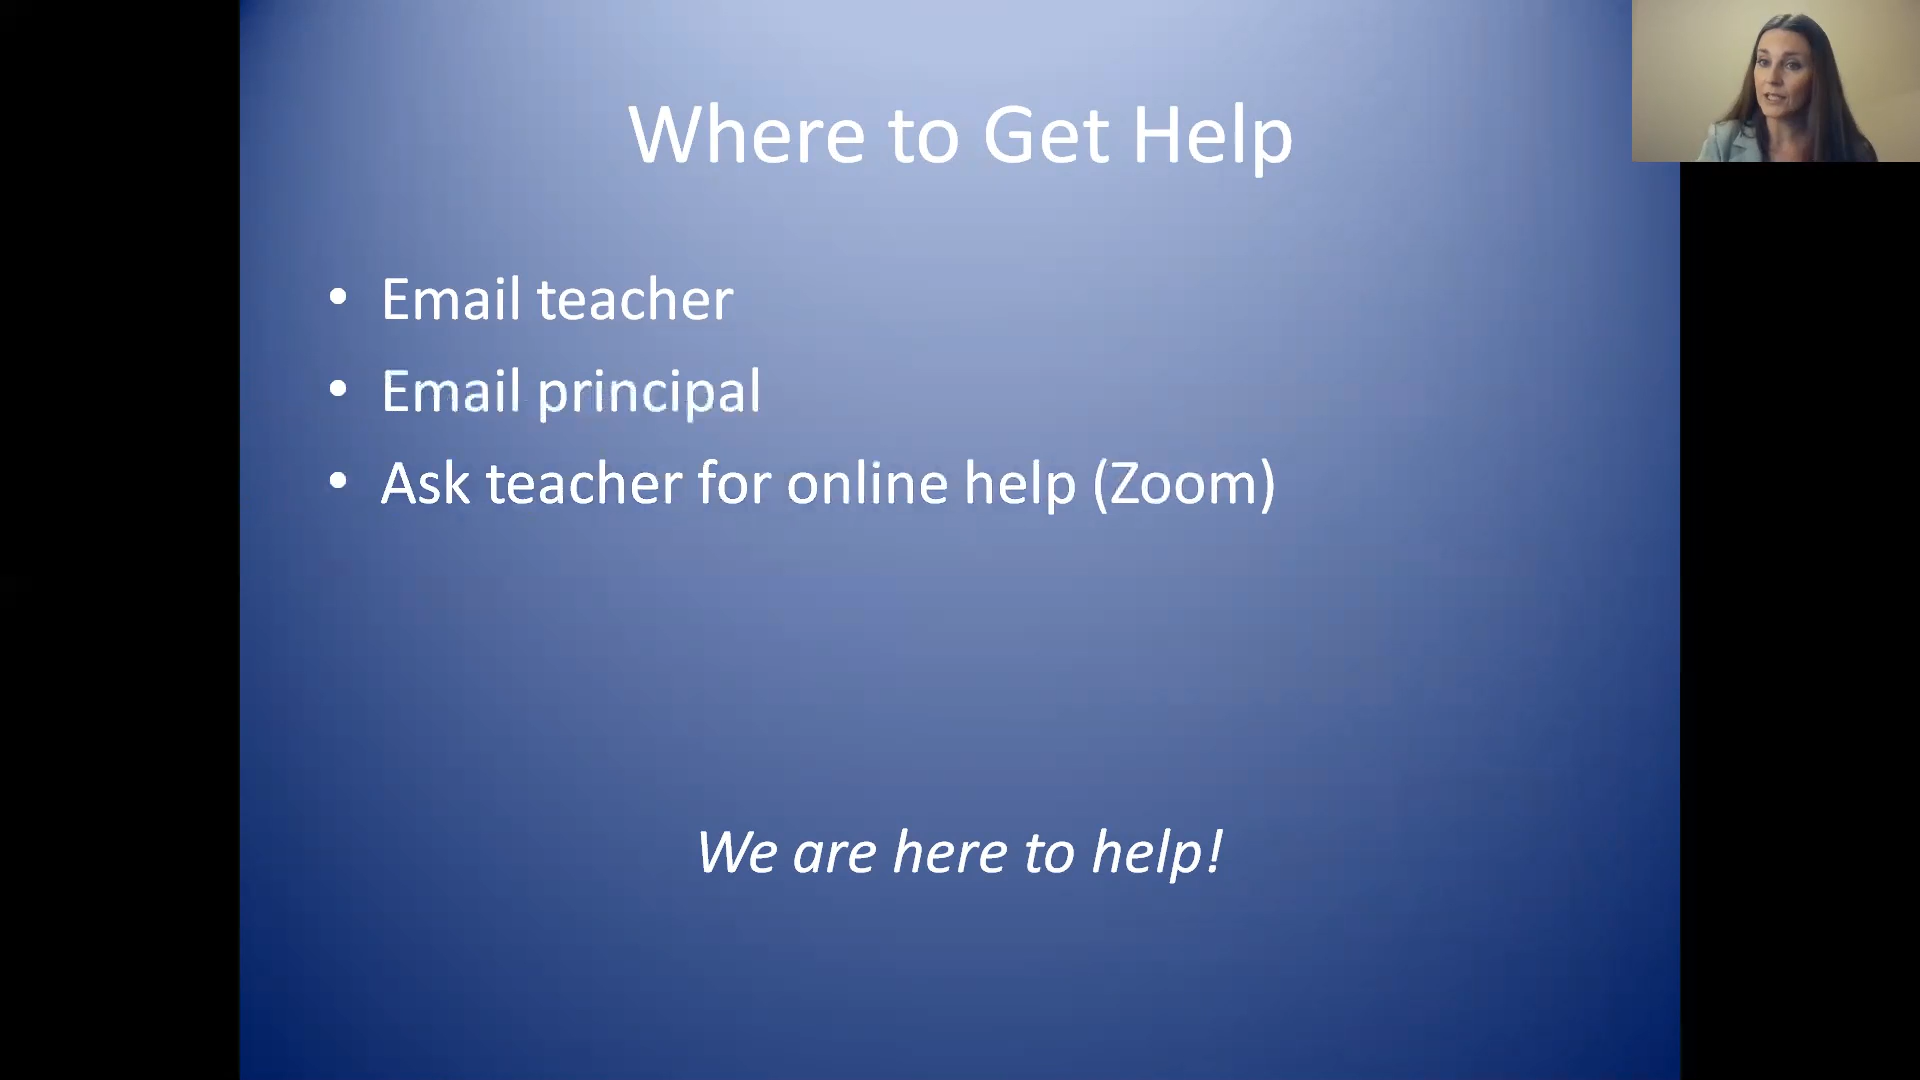 Where to Get Help
• Email teacher
• Email principal
• Ask teacher for online help (Zoom)
We are here to help!